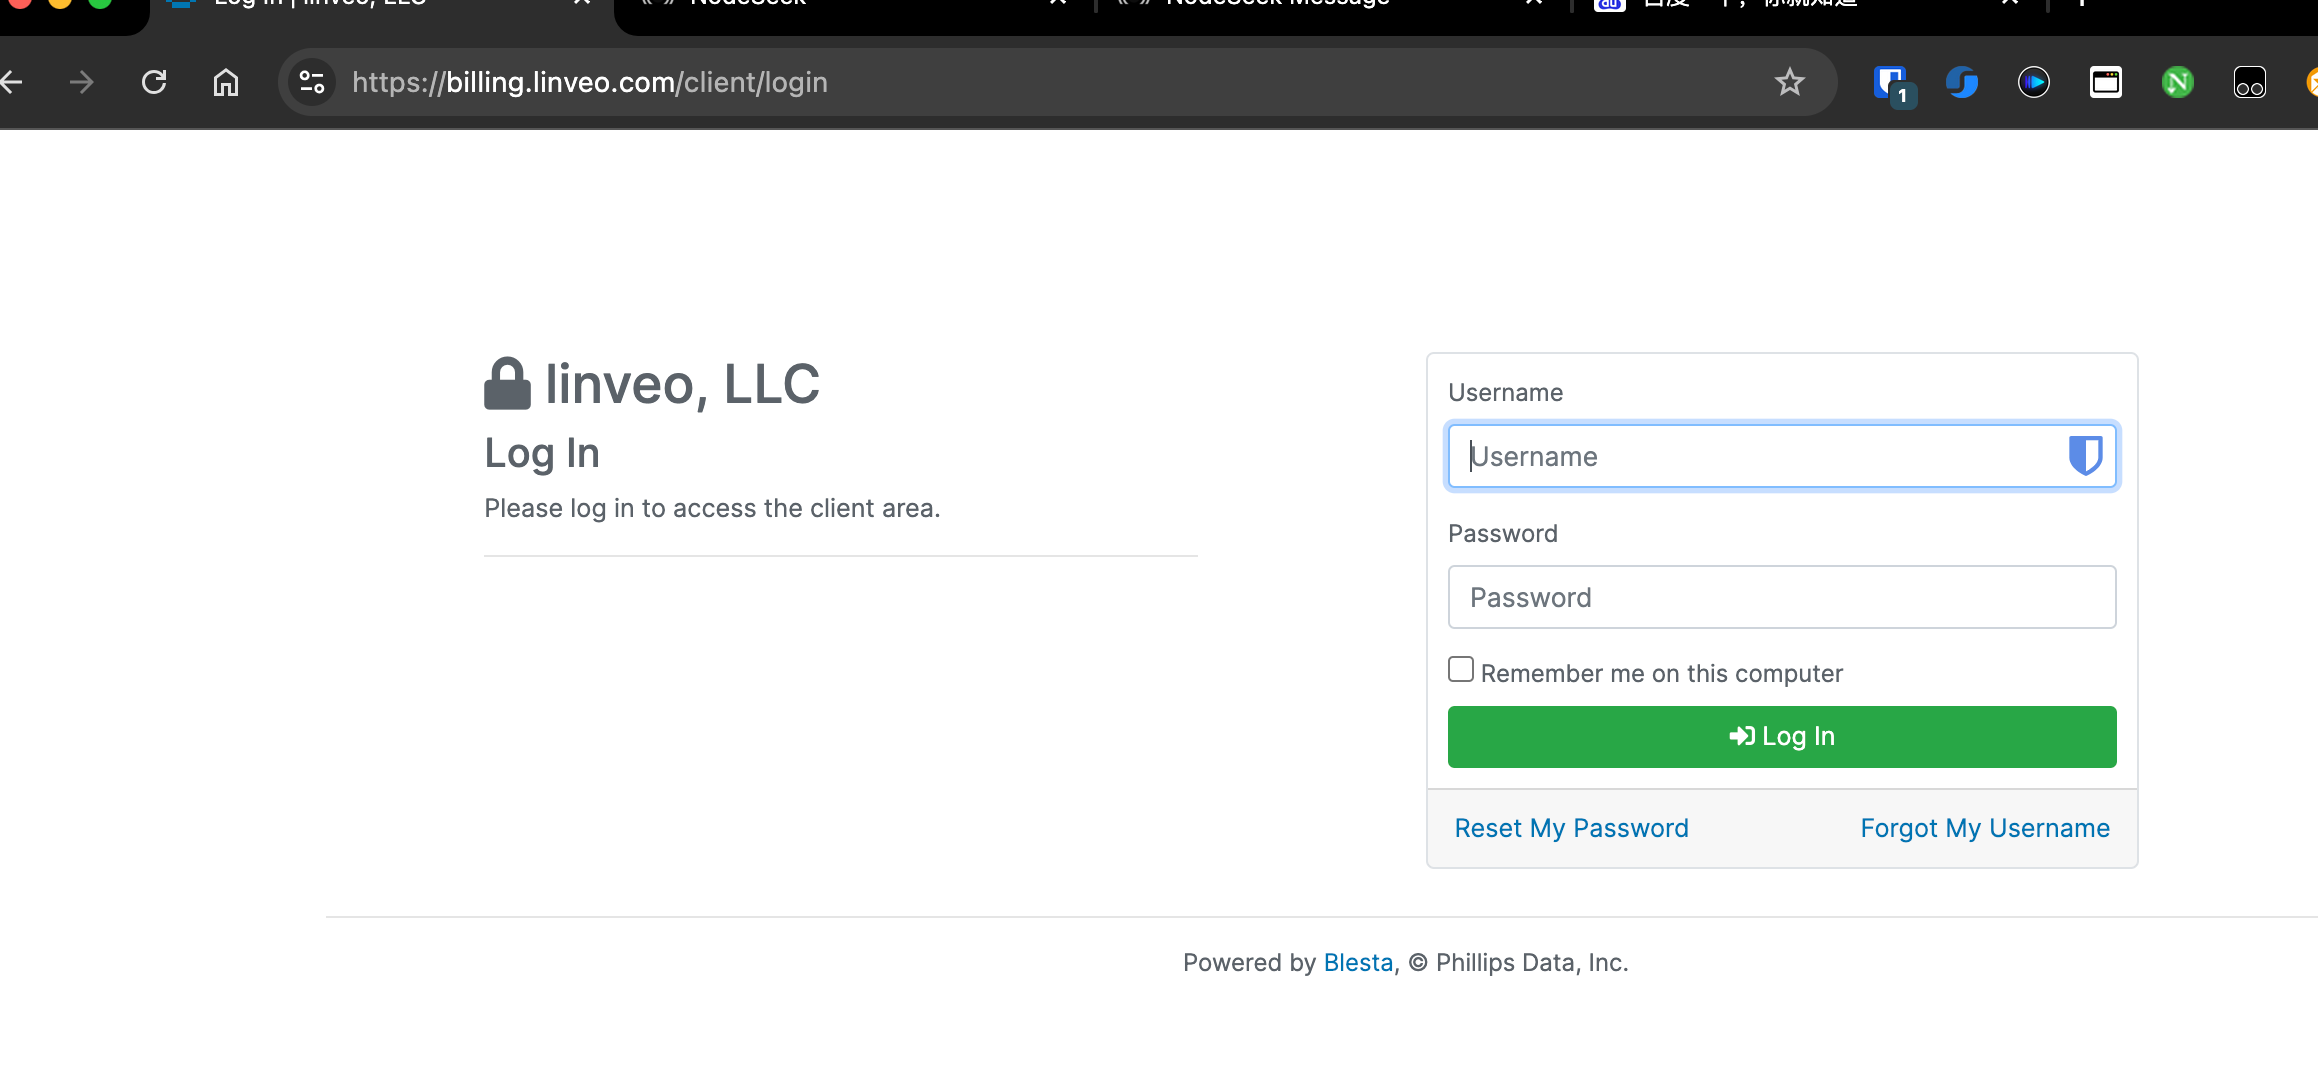 Log In | linveo, LLC
NodeSeek
NodeSeek Message
百度一下，你就知道
https://billing.linveo.com/client/login
1
linveo, LLC
Log In
Please log in to access the client area.
Username
Username
Password
Password
Remember me on this computer
Log In
Reset My Password
Forgot My Username
Powered by Blesta, © Phillips Data, Inc.